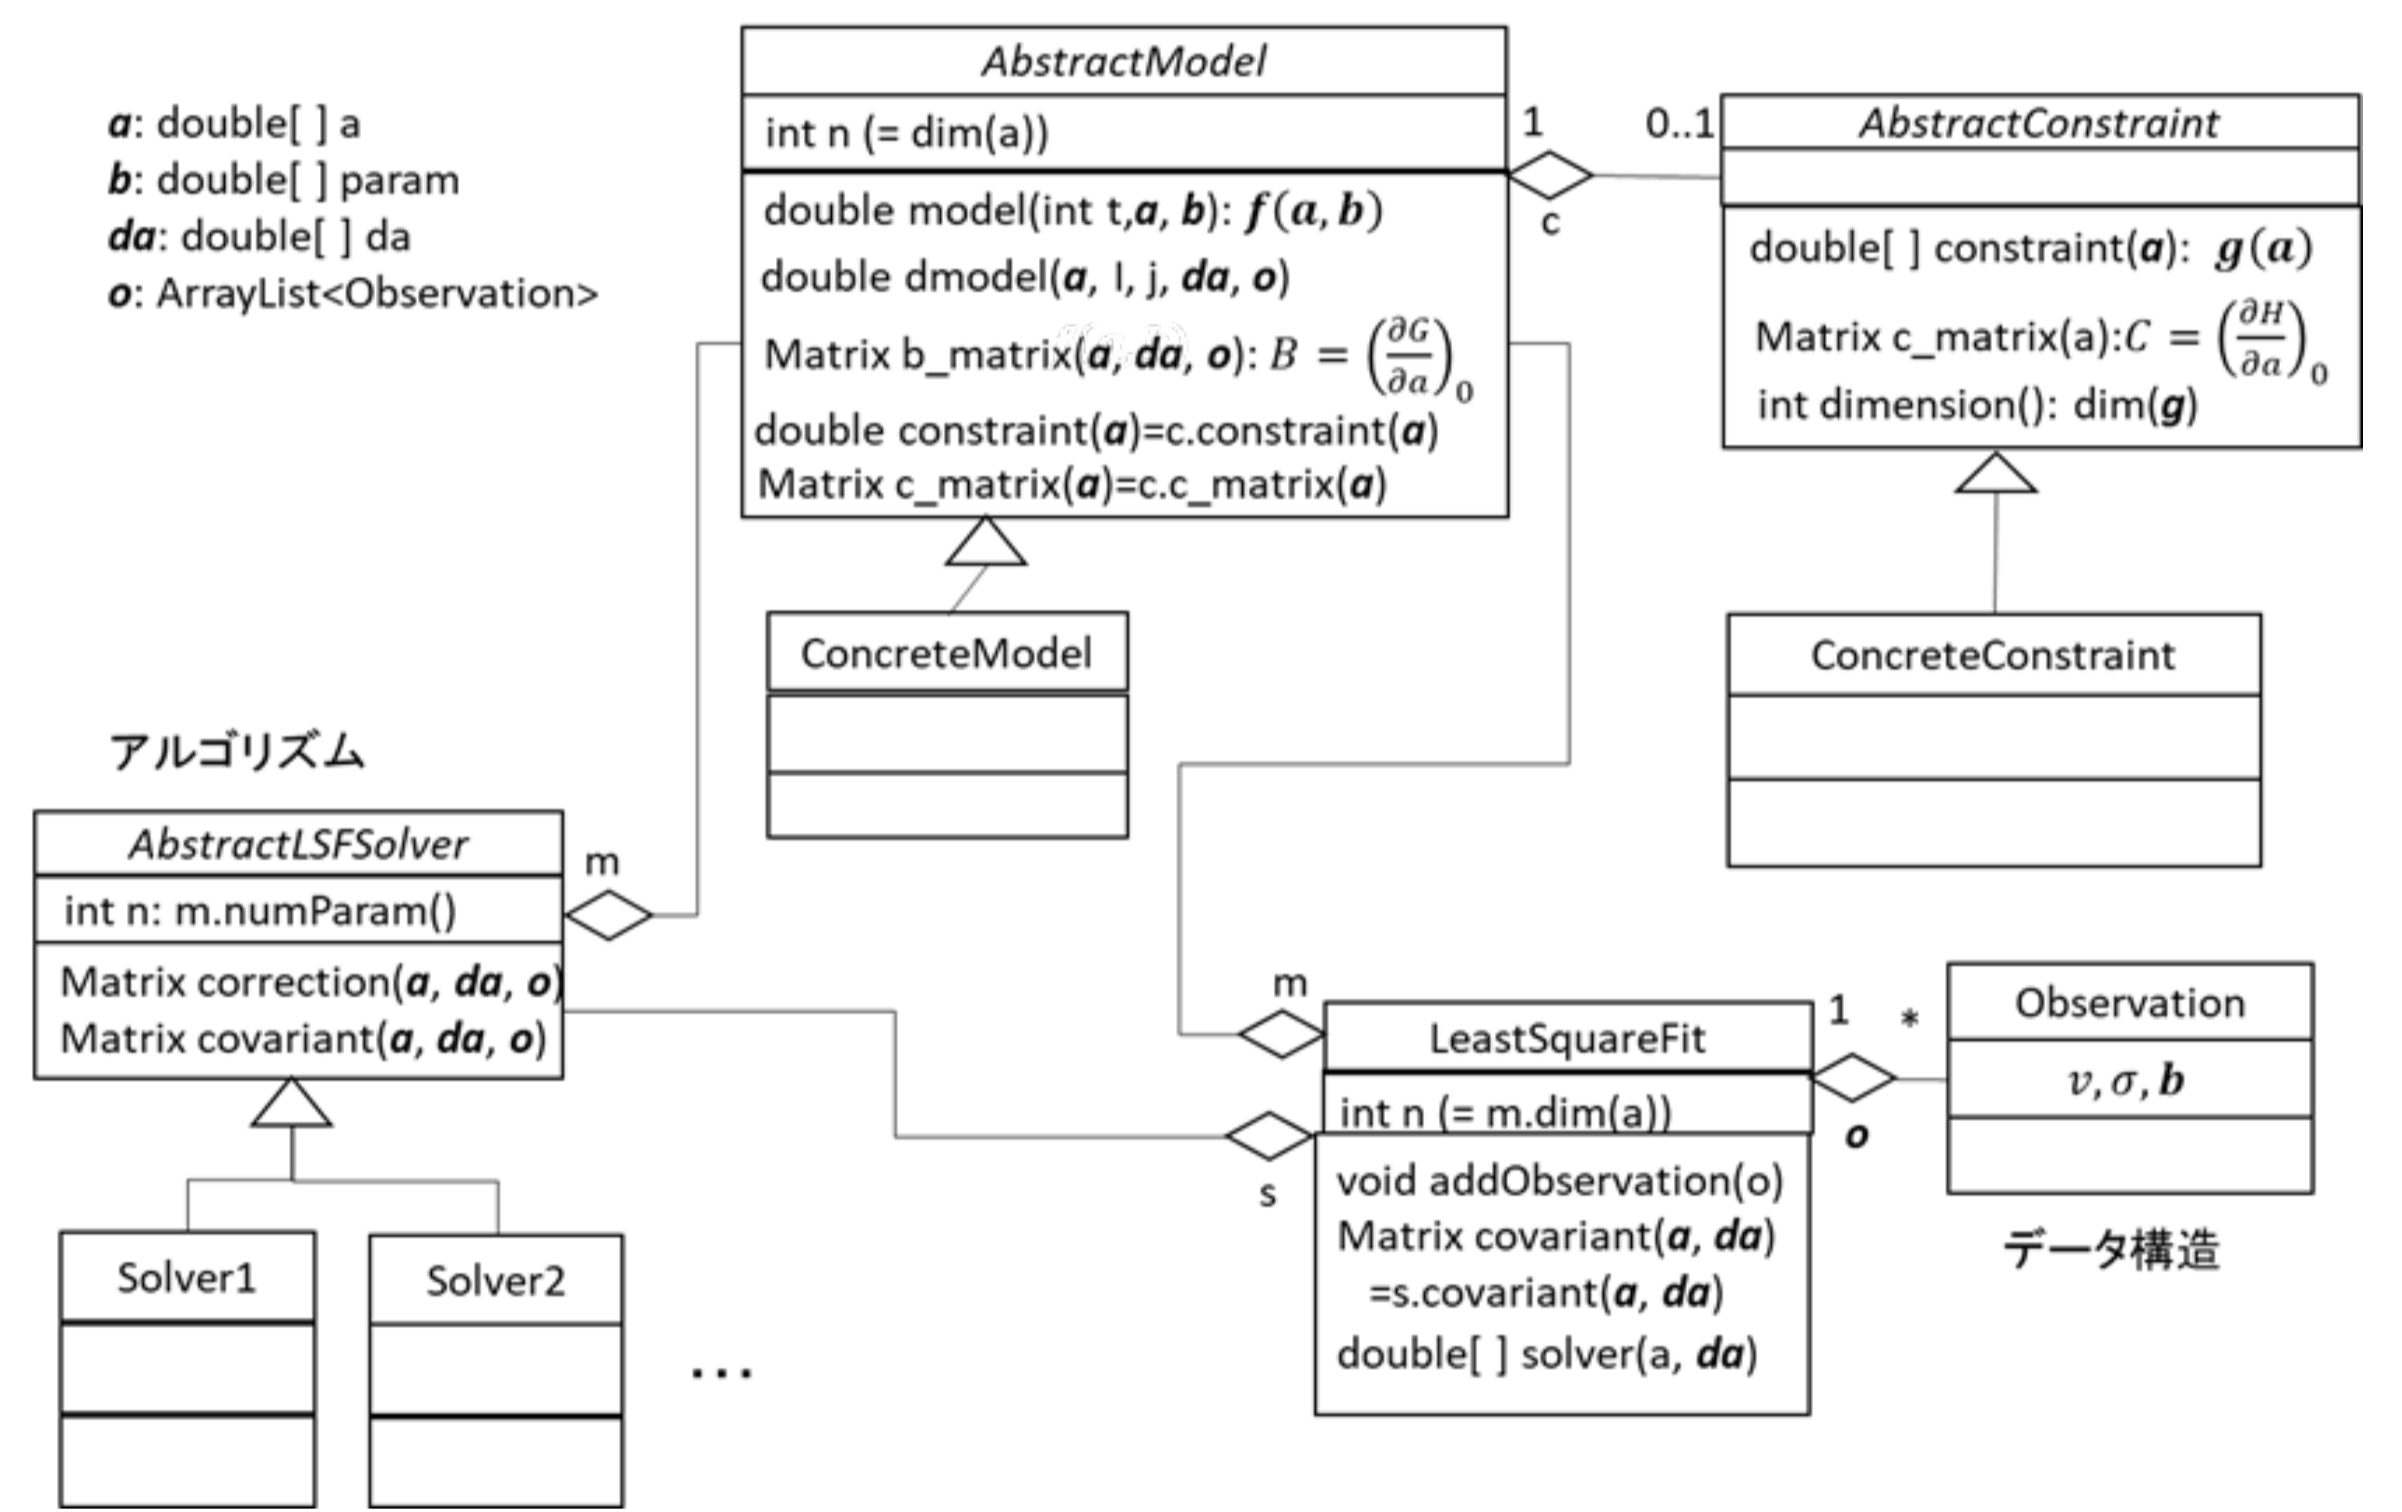 a: double[ ] a
b: double[ ] param
da: double[ ] da
o: ArrayList<Observation>
AbstractModel
int n (= dim(a))
double model(int t,a, b): f(a, b)
double dmodel(a, I, j, da, o)
Matrix b_matrix(a, da, o): B = (∂G/∂a)₀
double constraint(a)=c.constraint(a)
Matrix c_matrix(a)=c.c_matrix(a)
1
0..1
c
AbstractConstraint
double[ ] constraint(a): g(a)
Matrix c_matrix(a):C = (∂H/∂a)₀
int dimension(): dim(g)
ConcreteModel
ConcreteConstraint
アルゴリズム
AbstractLSFSolver
int n: m.numParam()
Matrix correction(a, da, o)
Matrix covariant(a, da, o)
m
Solver1
Solver2
...
m
s
LeastSquareFit
int n (= m.dim(a))
void addObservation(o)
Matrix covariant(a, da)
=s.covariant(a, da)
double[ ] solver(a, da)
1
*
o
Observation
v, σ, b
データ構造